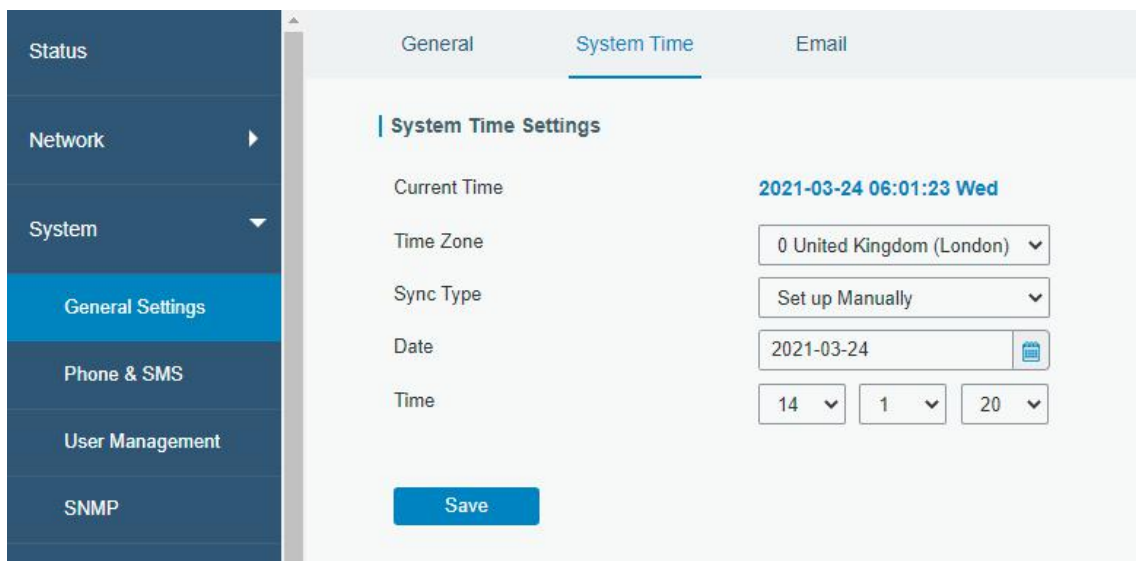 Status
Network
System
General Settings
Phone & SMS
User Management
SNMP
General System Time Email
System Time Settings
Current Time 2021-03-24 06:01:23 Wed
Time Zone 0 United Kingdom (London)
Sync Type Set up Manually
Date 2021-03-24
Time 14 1 20
Save